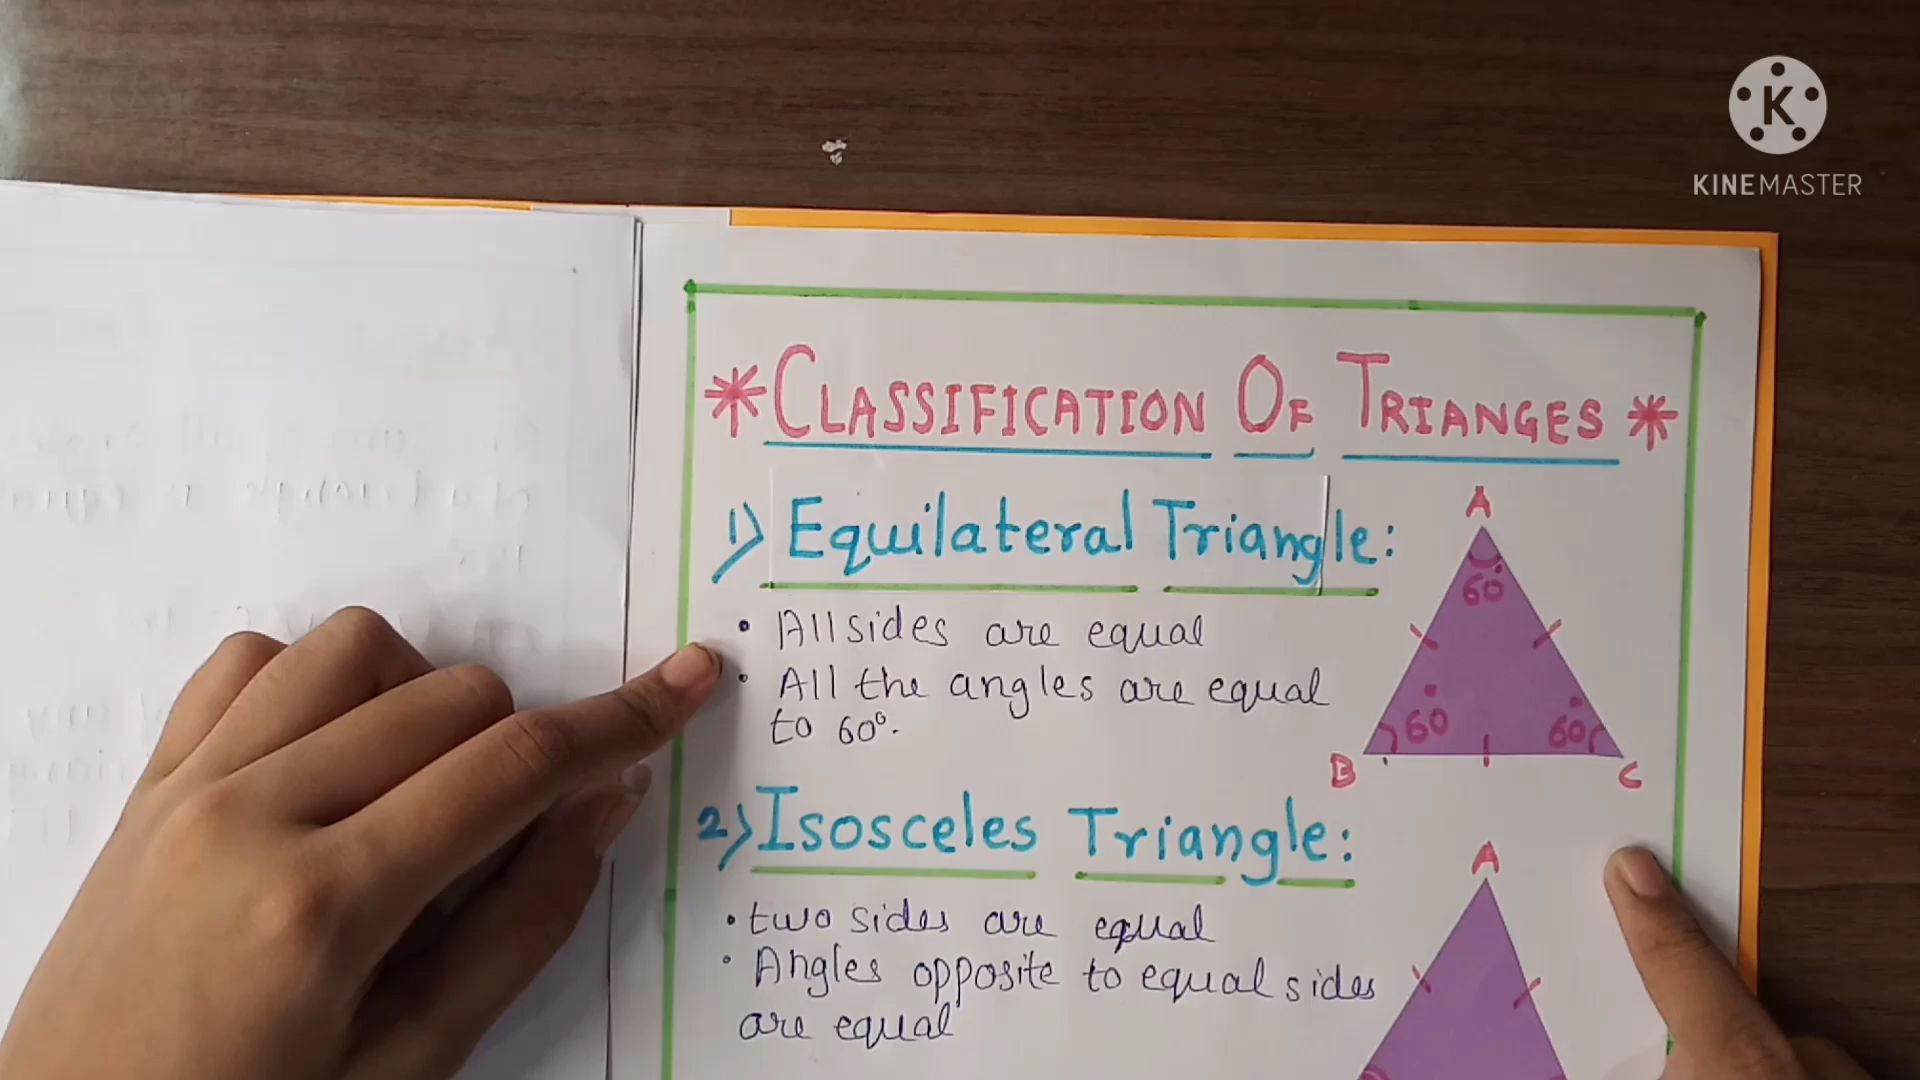 K
KINEMASTER
* CLASSIFICATION OF TRIANGES *
1) Equilateral Triangle:
• All sides are equal
• All the angles are equal
to 60°.
A
60°
60°
60°
B
C
2) Isosceles Triangle:
• two sides are equal
• Angles opposite to equal sides
are equal
A